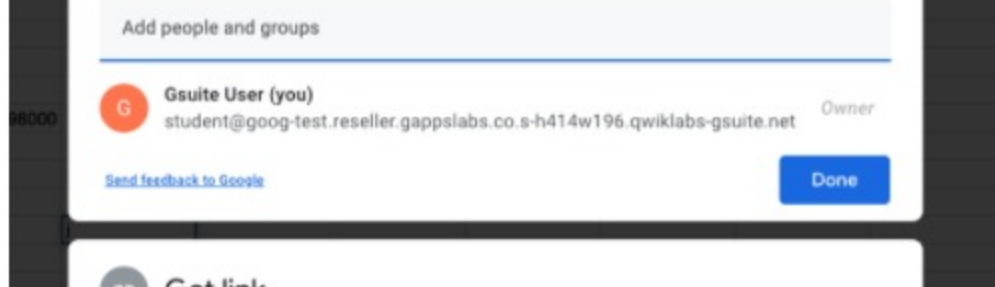 Add people and groups
G
Gsuite User (you)
Owner
student@goog-test.reseller.gappslabs.co.s-h414w196.qwiklabs-gsuite.net
Send feedback to Google
Done
Get link